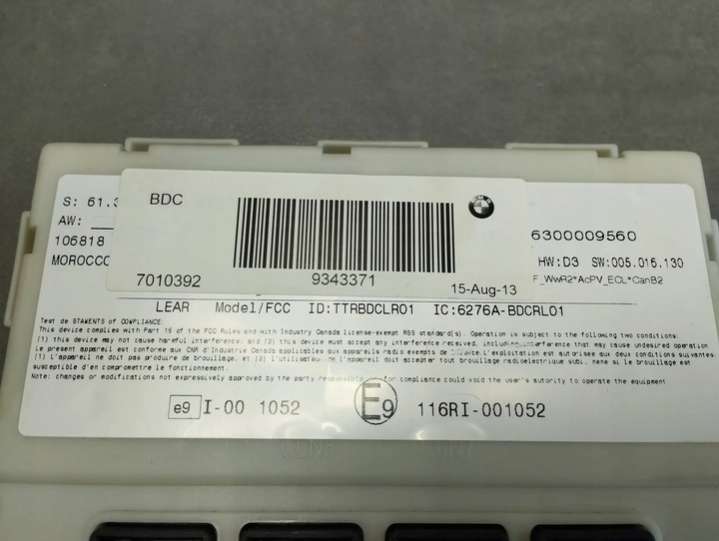 BDC
9343371
7010392
15-Aug-13
S: 61.3
AW:
106818
MOROCCO
6300009560
HW:D3 SW:005.016.130
F_WwR2*AcPV_ECL*CanB2
LEAR Model/FCC ID:TTRBDCLR01 IC:6276A-BDCRL01
Test de STAMENTS of COMPLIANCE:
This device complies with Part 15 of the FCC Rules and with Industry Canada license-exempt RSS standard(s). Operation is subject to the following two conditions:
(1) this device may not cause harmful interference, and (2) this device must accept any interference received, including interference that may cause undesired operation
le present appareil est conforme aux CNR d'Industrie Canada applicables aux appareils radio exempts de L'exploitation est autorisee aux deux conditions suivantes:
(1) L'appareil ne doit pas produire de brouillage, et (2) l'appareil doit accepter tout brouillage radioelectrique subi, meme si le brouillage est
susceptible d'en compromettre le fonctionnement.
Note: changes or modifications not expressively approved by the party responsible for compliance could void the user's autority to operate the equipment
e9 I-00 1052 E9 116RI-001052